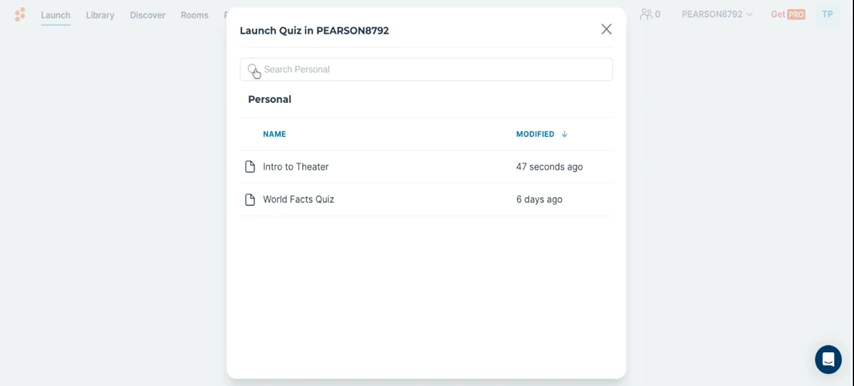 Launch Library Discover Rooms
0 PEARSON8792 Get PRO TP
Launch Quiz in PEARSON8792
Search Personal
Personal
NAME MODIFIED
Intro to Theater 47 seconds ago
World Facts Quiz 6 days ago